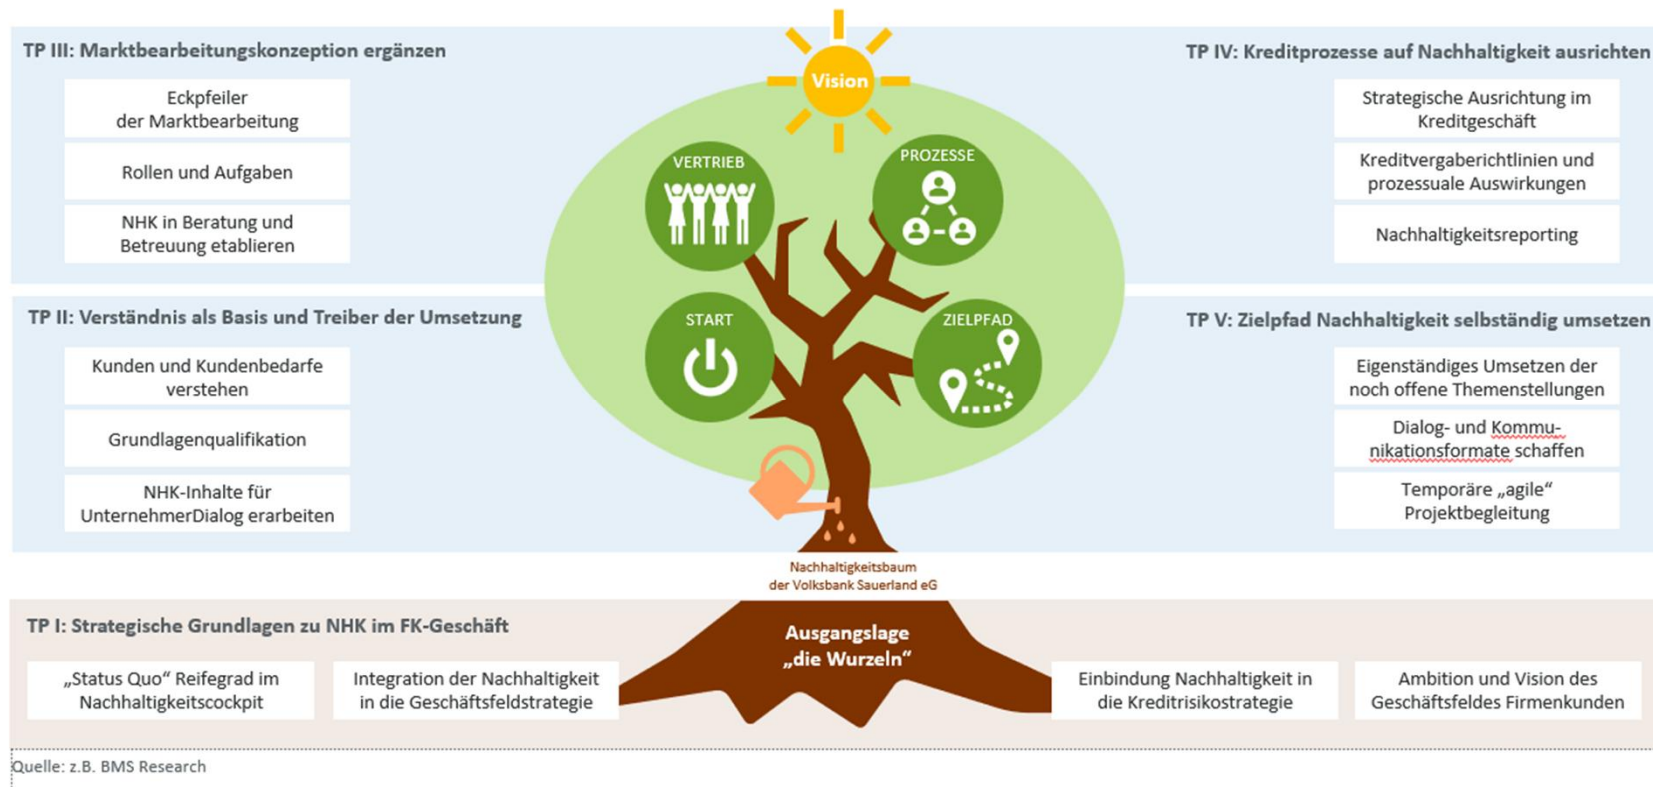 Vision
TP III: Marktbearbeitungskonzeption ergänzen
Eckpfeiler
der Marktbearbeitung
Rollen und Aufgaben
NHK in Beratung und
Betreuung etablieren
TP IV: Kreditprozesse auf Nachhaltigkeit ausrichten
Strategische Ausrichtung im
Kreditgeschäft
Kreditvergaberichtlinien und
prozessuale Auswirkungen
Nachhaltigkeitsreporting
VERTRIEB
PROZESSE
START
ZIELPFAD
TP II: Verständnis als Basis und Treiber der Umsetzung
Kunden und Kundenbedarfe
verstehen
Grundlagenqualifikation
NHK-Inhalte für
UnternehmerDialog erarbeiten
TP V: Zielpfad Nachhaltigkeit selbständig umsetzen
Eigenständiges Umsetzen der
noch offene Themenstellungen
Dialog- und Kommu-
nikationsformate schaffen
Temporäre „agile“
Projektbegleitung
Nachhaltigkeitsbaum
der Volksbank Sauerland eG
TP I: Strategische Grundlagen zu NHK im FK-Geschäft
Ausgangslage
„die Wurzeln“
„Status Quo“ Reifegrad im
Nachhaltigkeitscockpit
Integration der Nachhaltigkeit
in die Geschäftsfeldstrategie
Einbindung Nachhaltigkeit in
die Kreditrisikostrategie
Ambition und Vision des
Geschäftsfeldes Firmenkunden
Quelle: z.B. BMS Research